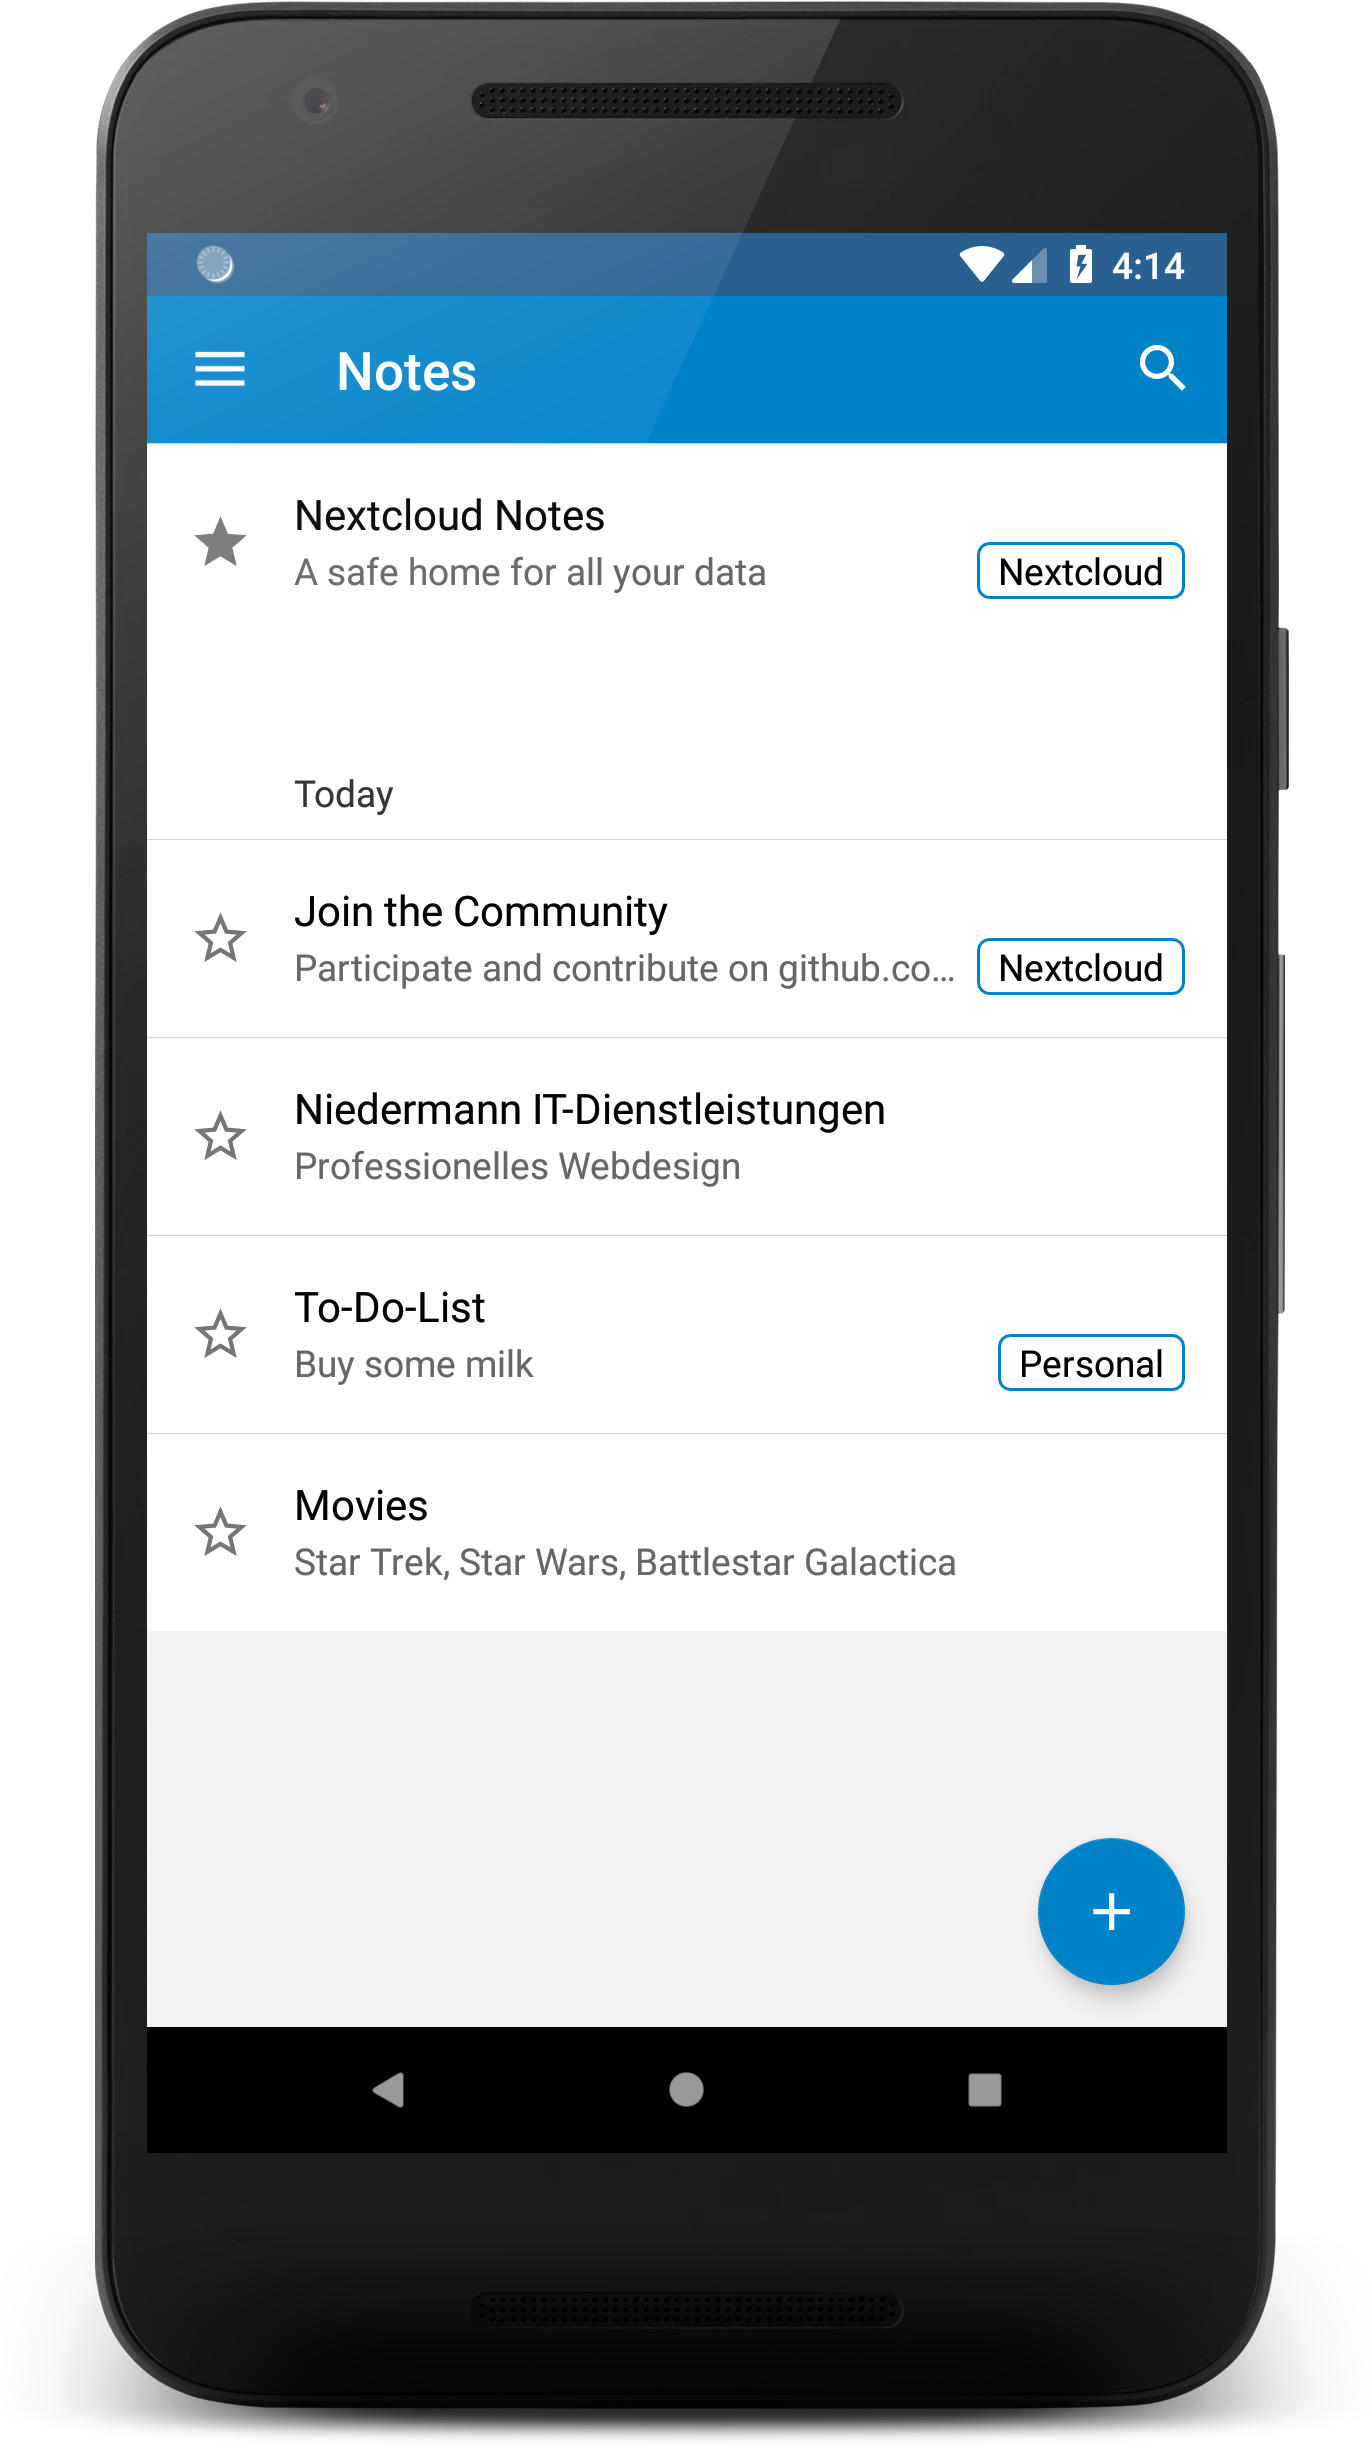 4:14
Notes
Nextcloud Notes
A safe home for all your data
Nextcloud
Today
Join the Community
Participate and contribute on github.co...
Nextcloud
Niedermann IT-Dienstleistungen
Professionelles Webdesign
To-Do-List
Buy some milk
Personal
Movies
Star Trek, Star Wars, Battlestar Galactica